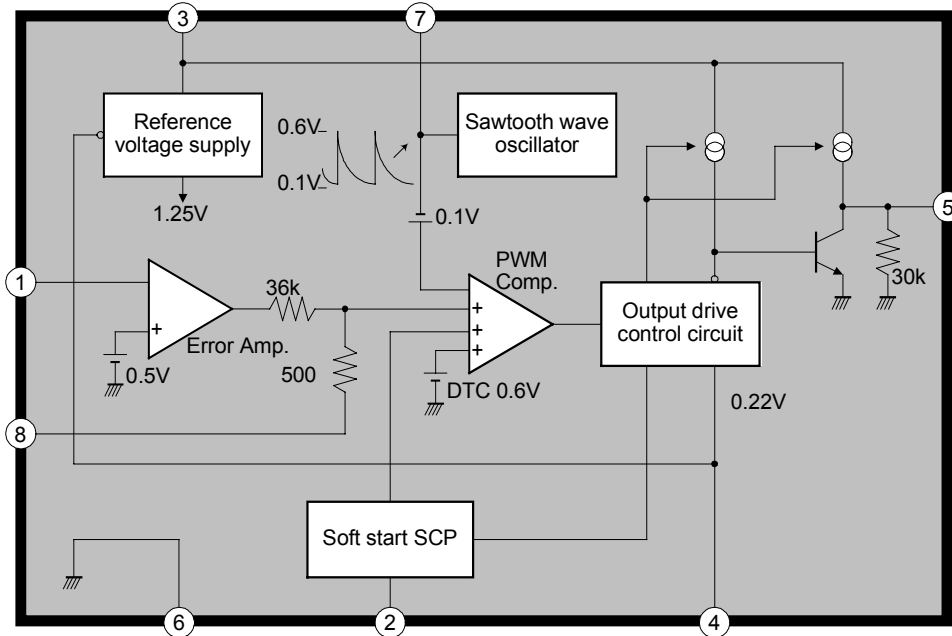 3
7
Reference
voltage supply
0.6V
0.1V
Sawtooth wave
oscillator
1.25V
0.1V
5
PWM
Comp.
30k
1
36k
+
+
+
+
Output drive
control circuit
Error Amp.
0.5V
500
DTC 0.6V
0.22V
8
Soft start SCP
6
2
4